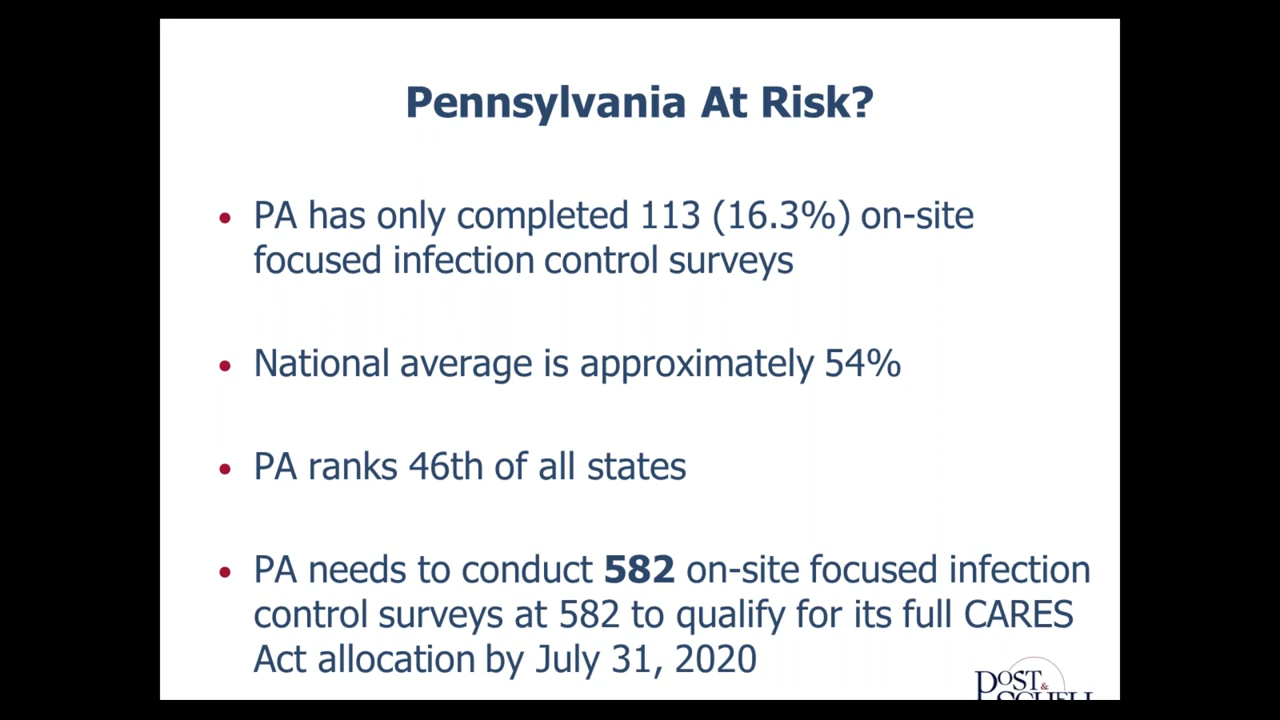 Pennsylvania At Risk?
• PA has only completed 113 (16.3%) on-site
focused infection control surveys
• National average is approximately 54%
• PA ranks 46th of all states
• PA needs to conduct 582 on-site focused infection
control surveys at 582 to qualify for its full CARES
Act allocation by July 31, 2020
POST &
SCHELL